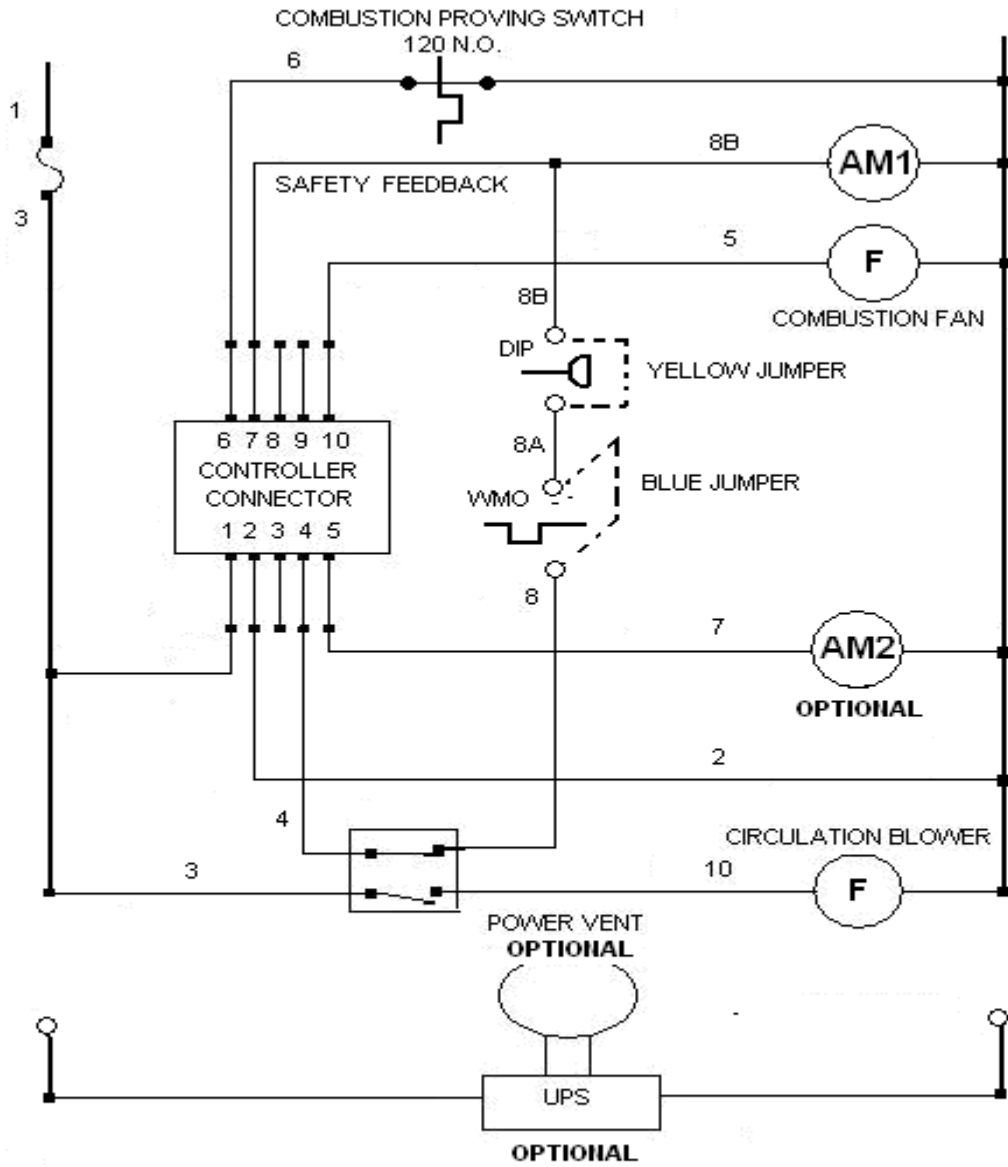 COMBUSTION PROVING SWITCH
120 N.O.
6
1
8B
AM1
SAFETY FEEDBACK
3
5
F
8B
COMBUSTION FAN
DIP
YELLOW JUMPER
6 7 8 9 10
8A
CONTROLLER
CONNECTOR
BLUE JUMPER
WMO
1 2 3 4 5
8
7
AM2
OPTIONAL
2
4
CIRCULATION BLOWER
3
10
F
POWER VENT
OPTIONAL
UPS
OPTIONAL